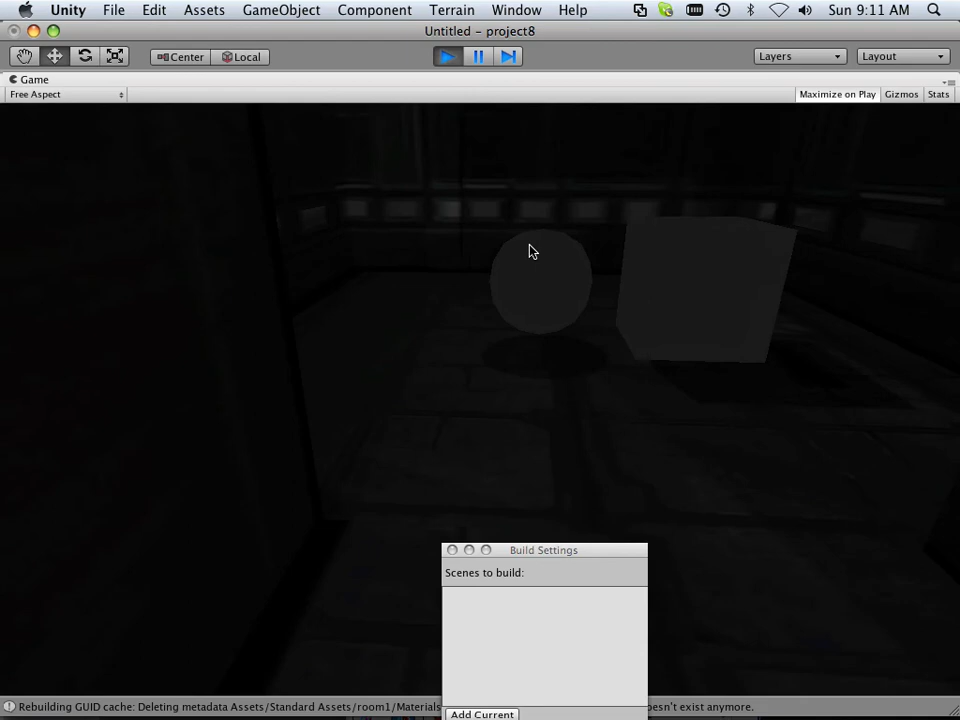 Unity File Edit Assets GameObject Component Terrain Window Help Sun 9:11 AM
Untitled – project8
Center Local Layers Layout
Game
Free Aspect Maximize on Play Gizmos Stats
Build Settings
Scenes to build:
Rebuilding GUID cache: Deleting metadata Assets/Standard Assets/room1/Materials
esn't exist anymore.
Add Current